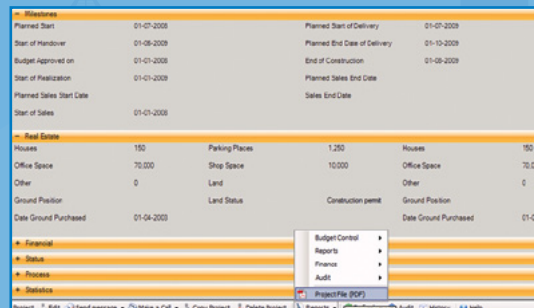 − Milestones
Planned Start 01-07-2008 Planned Start of Delivery 01-07-2009
Start of Handover 01-08-2009 Planned End Date of Delivery 01-10-2009
Budget Approved on 01-01-2008 End of Construction 01-08-2009
Start of Realization 01-01-2009 Planned Sales End Date
Planned Sales Start Date Sales End Date
Start of Sales 01-01-2008
− Real Estate
Houses 150 Parking Places 1,250 Houses 150
Office Space 70,000 Shop Space 10,000 Office Space
Other 0 Land Other 0
Ground Position Land Status Construction permit Ground Position
Date Ground Purchased 01-04-2003 Date Ground Purchased
+ Financial
+ Status
+ Process
+ Statistics
Budget Control
Reports
Finance
Audit
Project File (PDF)
Project Edit Send message Make a Call Copy Project Delete Project Reports Audit History Help